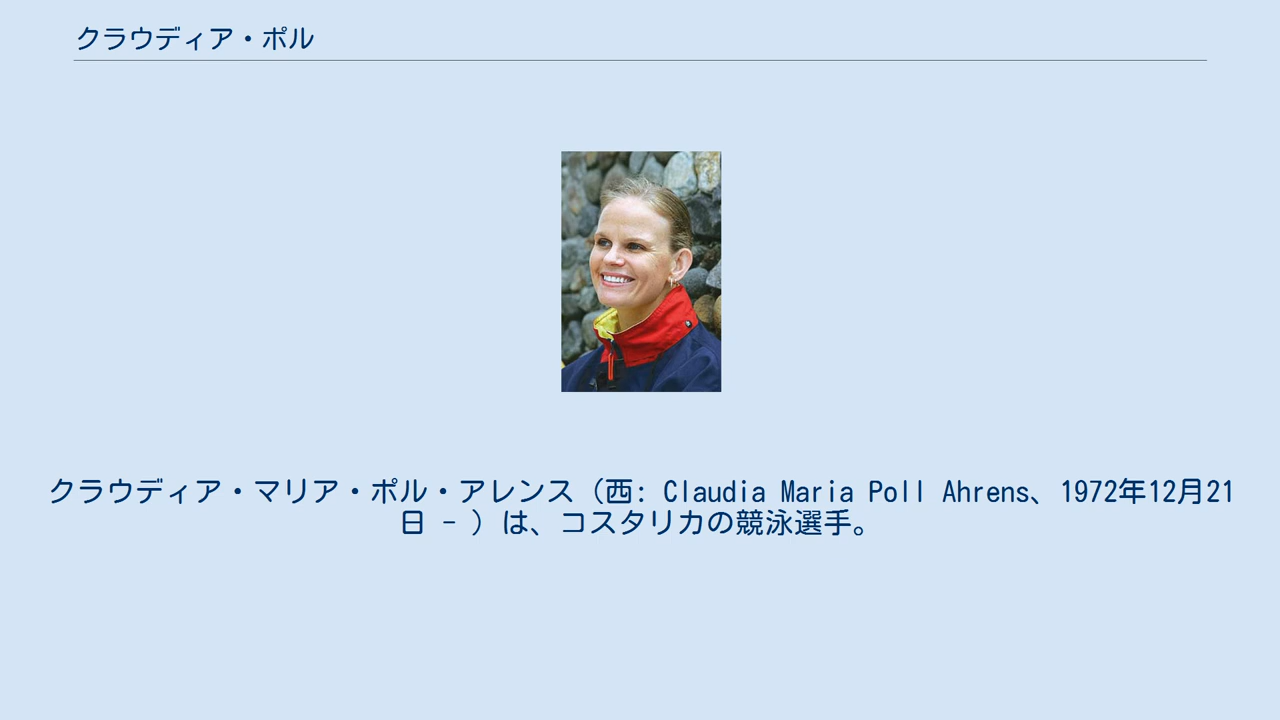 クラウディア・ポル
クラウディア・マリア・ポル・アレンス（西: Claudia Maria Poll Ahrens、1972年12月21
日 - ）は、コスタリカの競泳選手。